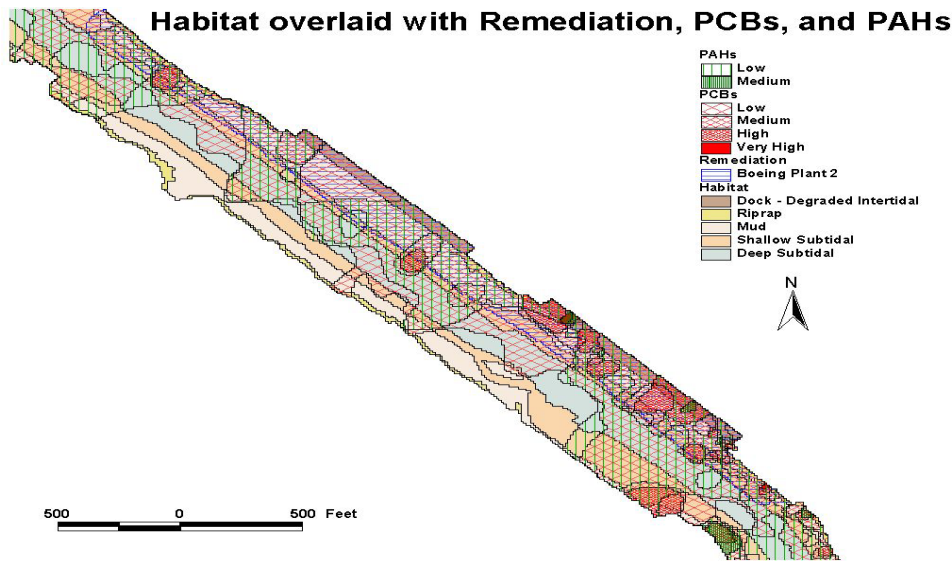 Habitat overlaid with Remediation, PCBs, and PAHs
PAHs
Low
Medium
PCBs
Low
Medium
High
Very High
Remediation
Boeing Plant 2
Habitat
Dock - Degraded Intertidal
Riprap
Mud
Shallow Subtidal
Deep Subtidal
N
500 0 500 Feet